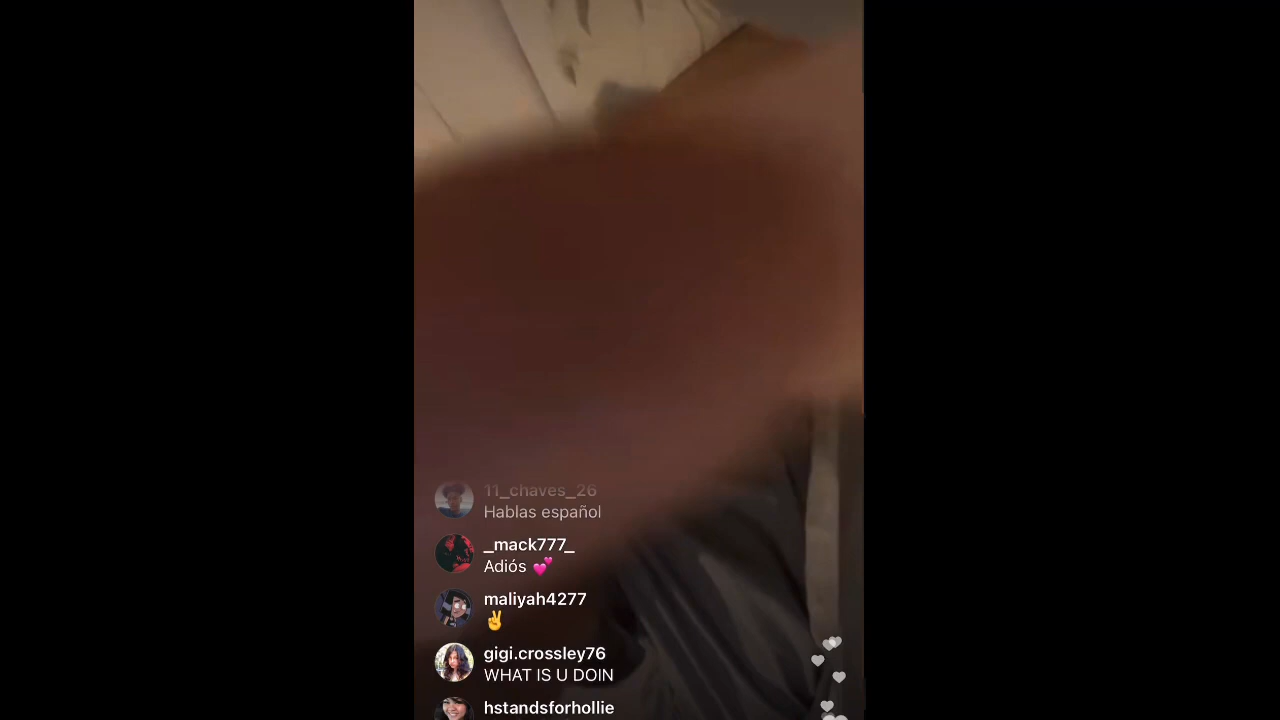 11_chaves_26
Hablas español
_mack777_
Adiós 💕
maliyah4277
✌️
gigi.crossley76
WHAT IS U DOIN
hstandsforhollie